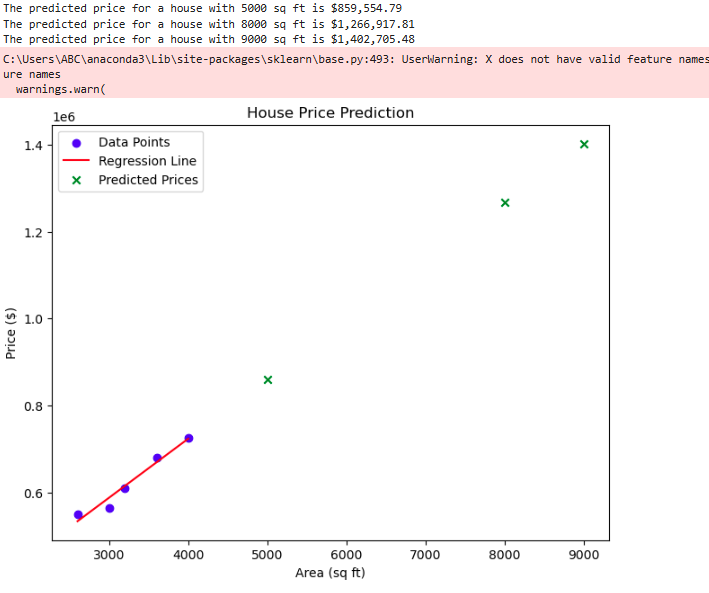 The predicted price for a house with 5000 sq ft is $859,554.79
The predicted price for a house with 8000 sq ft is $1,266,917.81
The predicted price for a house with 9000 sq ft is $1,402,705.48
C:\Users\ABC\anaconda3\Lib\site-packages\sklearn\base.py:493: UserWarning: X does not have valid feature names
ure names
warnings.warn(
House Price Prediction
1e6
Data Points
Regression Line
Predicted Prices
1.4
1.2
1.0
0.8
0.6
Price ($)
3000 4000 5000 6000 7000 8000 9000
Area (sq ft)